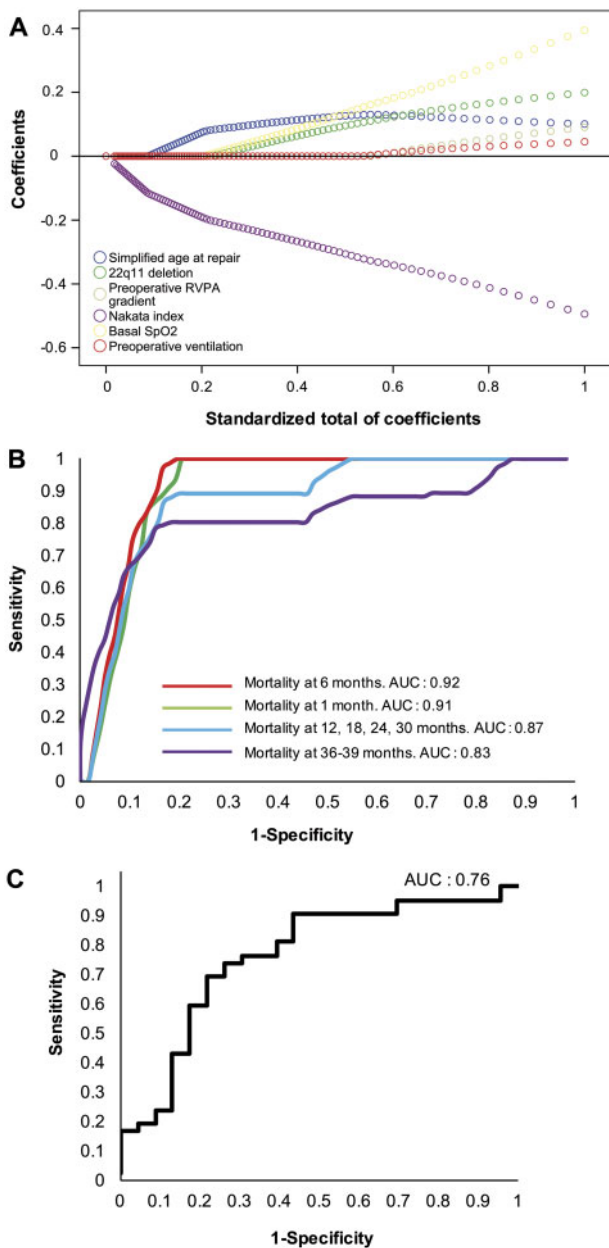 A
0.4
0.2
0
-0.2
-0.4
-0.6
Coefficients
Simplified age at repair
22q11 deletion
Preoperative RVPA
gradient
Nakata index
Basal SpO2
Preoperative ventilation
0 0.2 0.4 0.6 0.8 1
Standardized total of coefficients
B
1
0.9
0.8
0.7
0.6
0.5
0.4
0.3
0.2
0.1
0
Sensitivity
Mortality at 6 months. AUC : 0.92
Mortality at 1 month. AUC : 0.91
Mortality at 12, 18, 24, 30 months. AUC : 0.87
Mortality at 36-39 months. AUC : 0.83
0 0.1 0.2 0.3 0.4 0.5 0.6 0.7 0.8 0.9 1
1-Specificity
C
AUC : 0.76
1
0.9
0.8
0.7
0.6
0.5
0.4
0.3
0.2
0.1
0
Sensitivity
0 0.1 0.2 0.3 0.4 0.5 0.6 0.7 0.8 0.9 1
1-Specificity